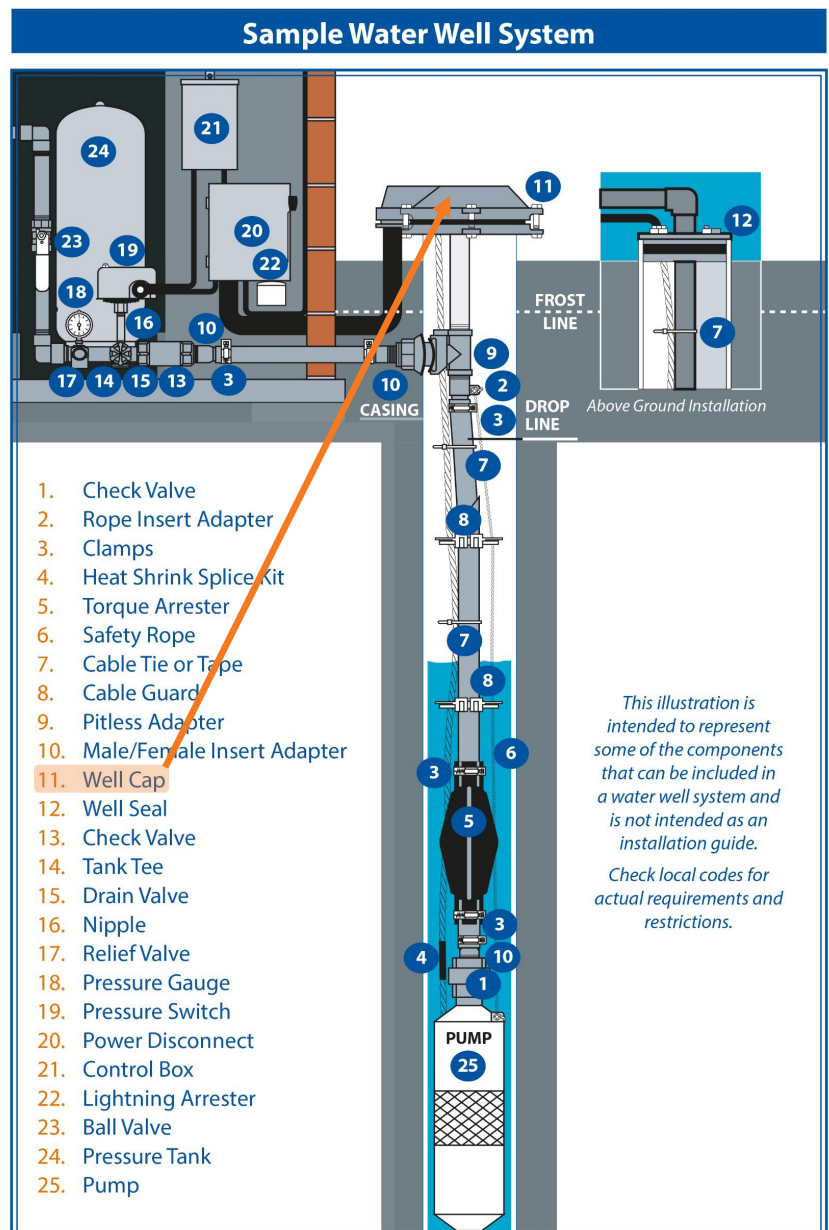 Sample Water Well System
21
24
11
12
20
23
19
22
18
FROST
LINE
7
16
10
9
17
14
15
13
3
10
2
CASING
3
DROP
LINE
Above Ground Installation
7
8
7
8
6
3
5
3
4
10
1
PUMP
25
1. Check Valve
2. Rope Insert Adapter
3. Clamps
4. Heat Shrink Splice Kit
5. Torque Arrester
6. Safety Rope
7. Cable Tie or Tape
8. Cable Guard
9. Pitless Adapter
10. Male/Female Insert Adapter
11. Well Cap
12. Well Seal
13. Check Valve
14. Tank Tee
15. Drain Valve
16. Nipple
17. Relief Valve
18. Pressure Gauge
19. Pressure Switch
20. Power Disconnect
21. Control Box
22. Lightning Arrester
23. Ball Valve
24. Pressure Tank
25. Pump
This illustration is
intended to represent
some of the components
that can be included in
a water well system and
is not intended as an
installation guide.
Check local codes for
actual requirements and
restrictions.